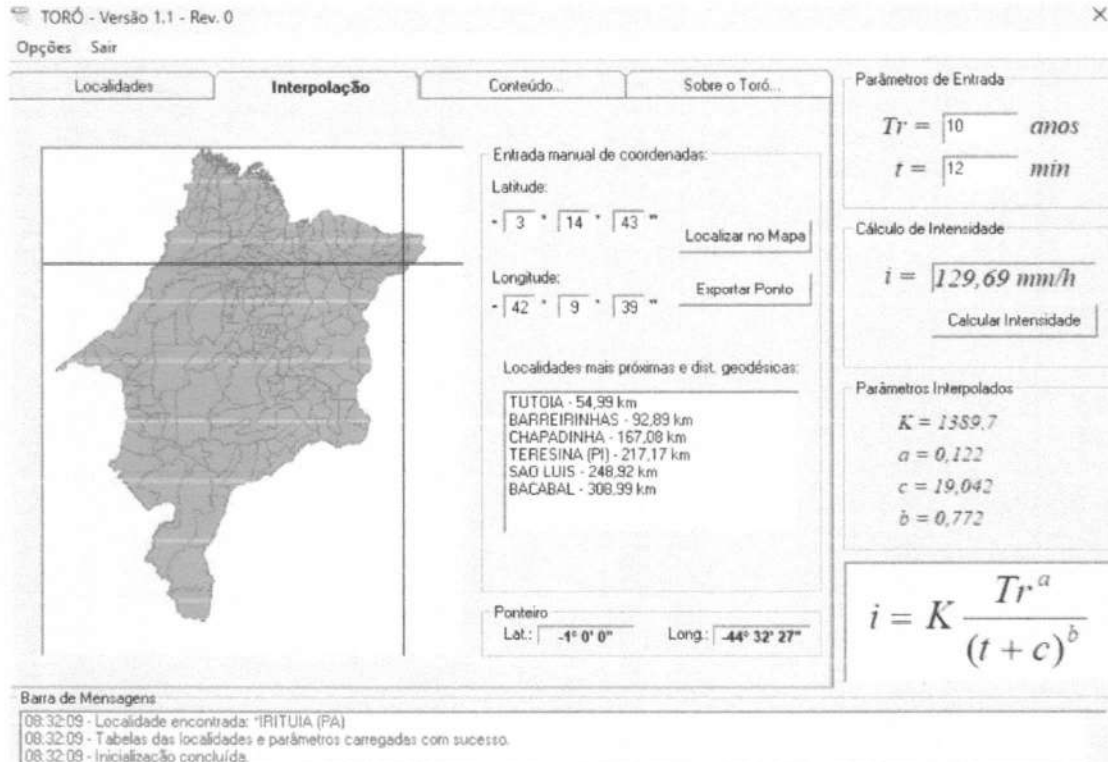 TORÓ - Versão 1.1 - Rev. 0
Opções Sair
Localidades
Interpolação
Conteúdo...
Sobre o Toró...
Entrada manual de coordenadas:
Latitude:
- 3 ° 14 ' 43 "
Localizar no Mapa
Longitude:
- 42 ° 9 ' 39 "
Exportar Ponto
Localidades mais próximas e dist. geodésicas:
TUTOIA - 54,99 km
BARREIRINHAS - 92,89 km
CHAPADINHA - 167,08 km
TERESINA (PI) - 217,17 km
SAO LUIS - 248,92 km
BACABAL - 308,99 km
Ponteiro
Lat.: -1º 0' 0" Long.: -44º 32' 27"
Parâmetros de Entrada
Tr = 10 anos
t = 12 min
Cálculo de Intensidade
i = 129,69 mm/h
Calcular Intensidade
Parâmetros Interpolados
K = 1389,7
a = 0,122
c = 19,042
b = 0,772
i = K Tr^a / (t + c)^b
Barra de Mensagens
08:32:09 - Localidade encontrada: *IRITUIA (PA)
08:32:09 - Tabelas das localidades e parâmetros carregadas com sucesso.
08:32:09 - Inicialização concluída.